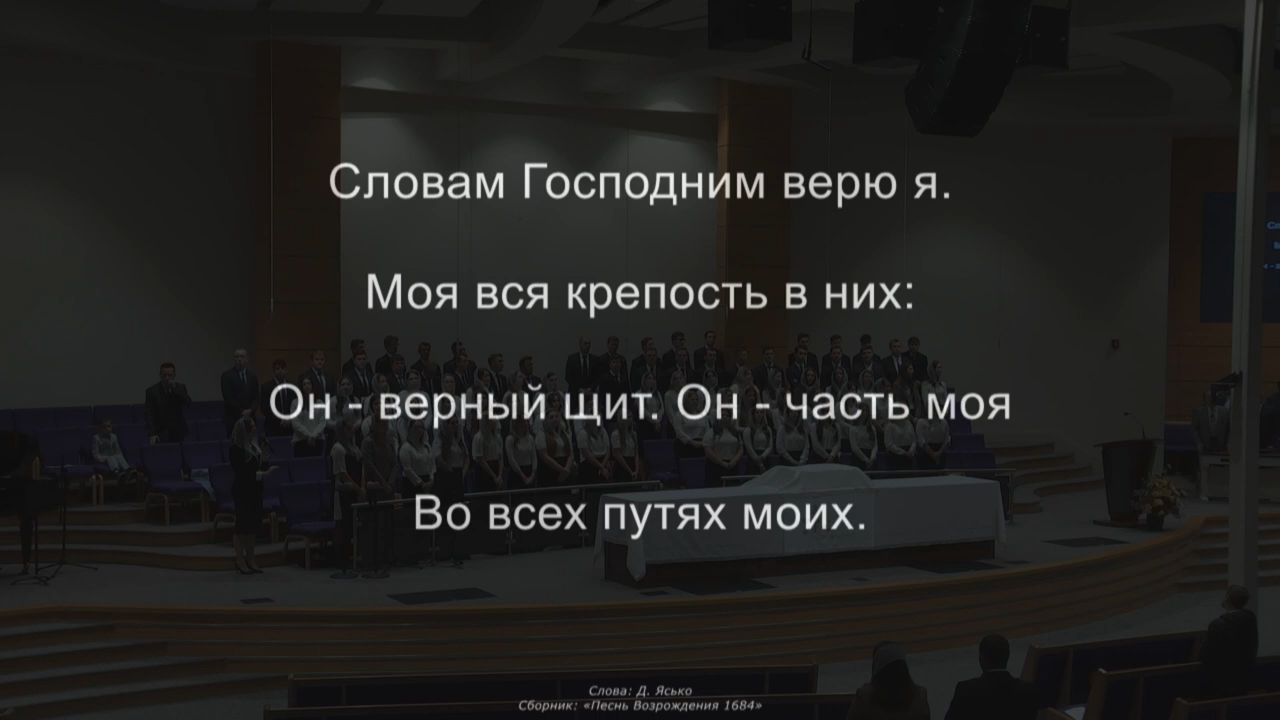 Словам Господним верю я.
Моя вся крепость в них:
Он - верный щит. Он - часть моя
Во всех путях моих.
Слова: Д. Ясько
Сборник: «Песнь Возрождения 1684»